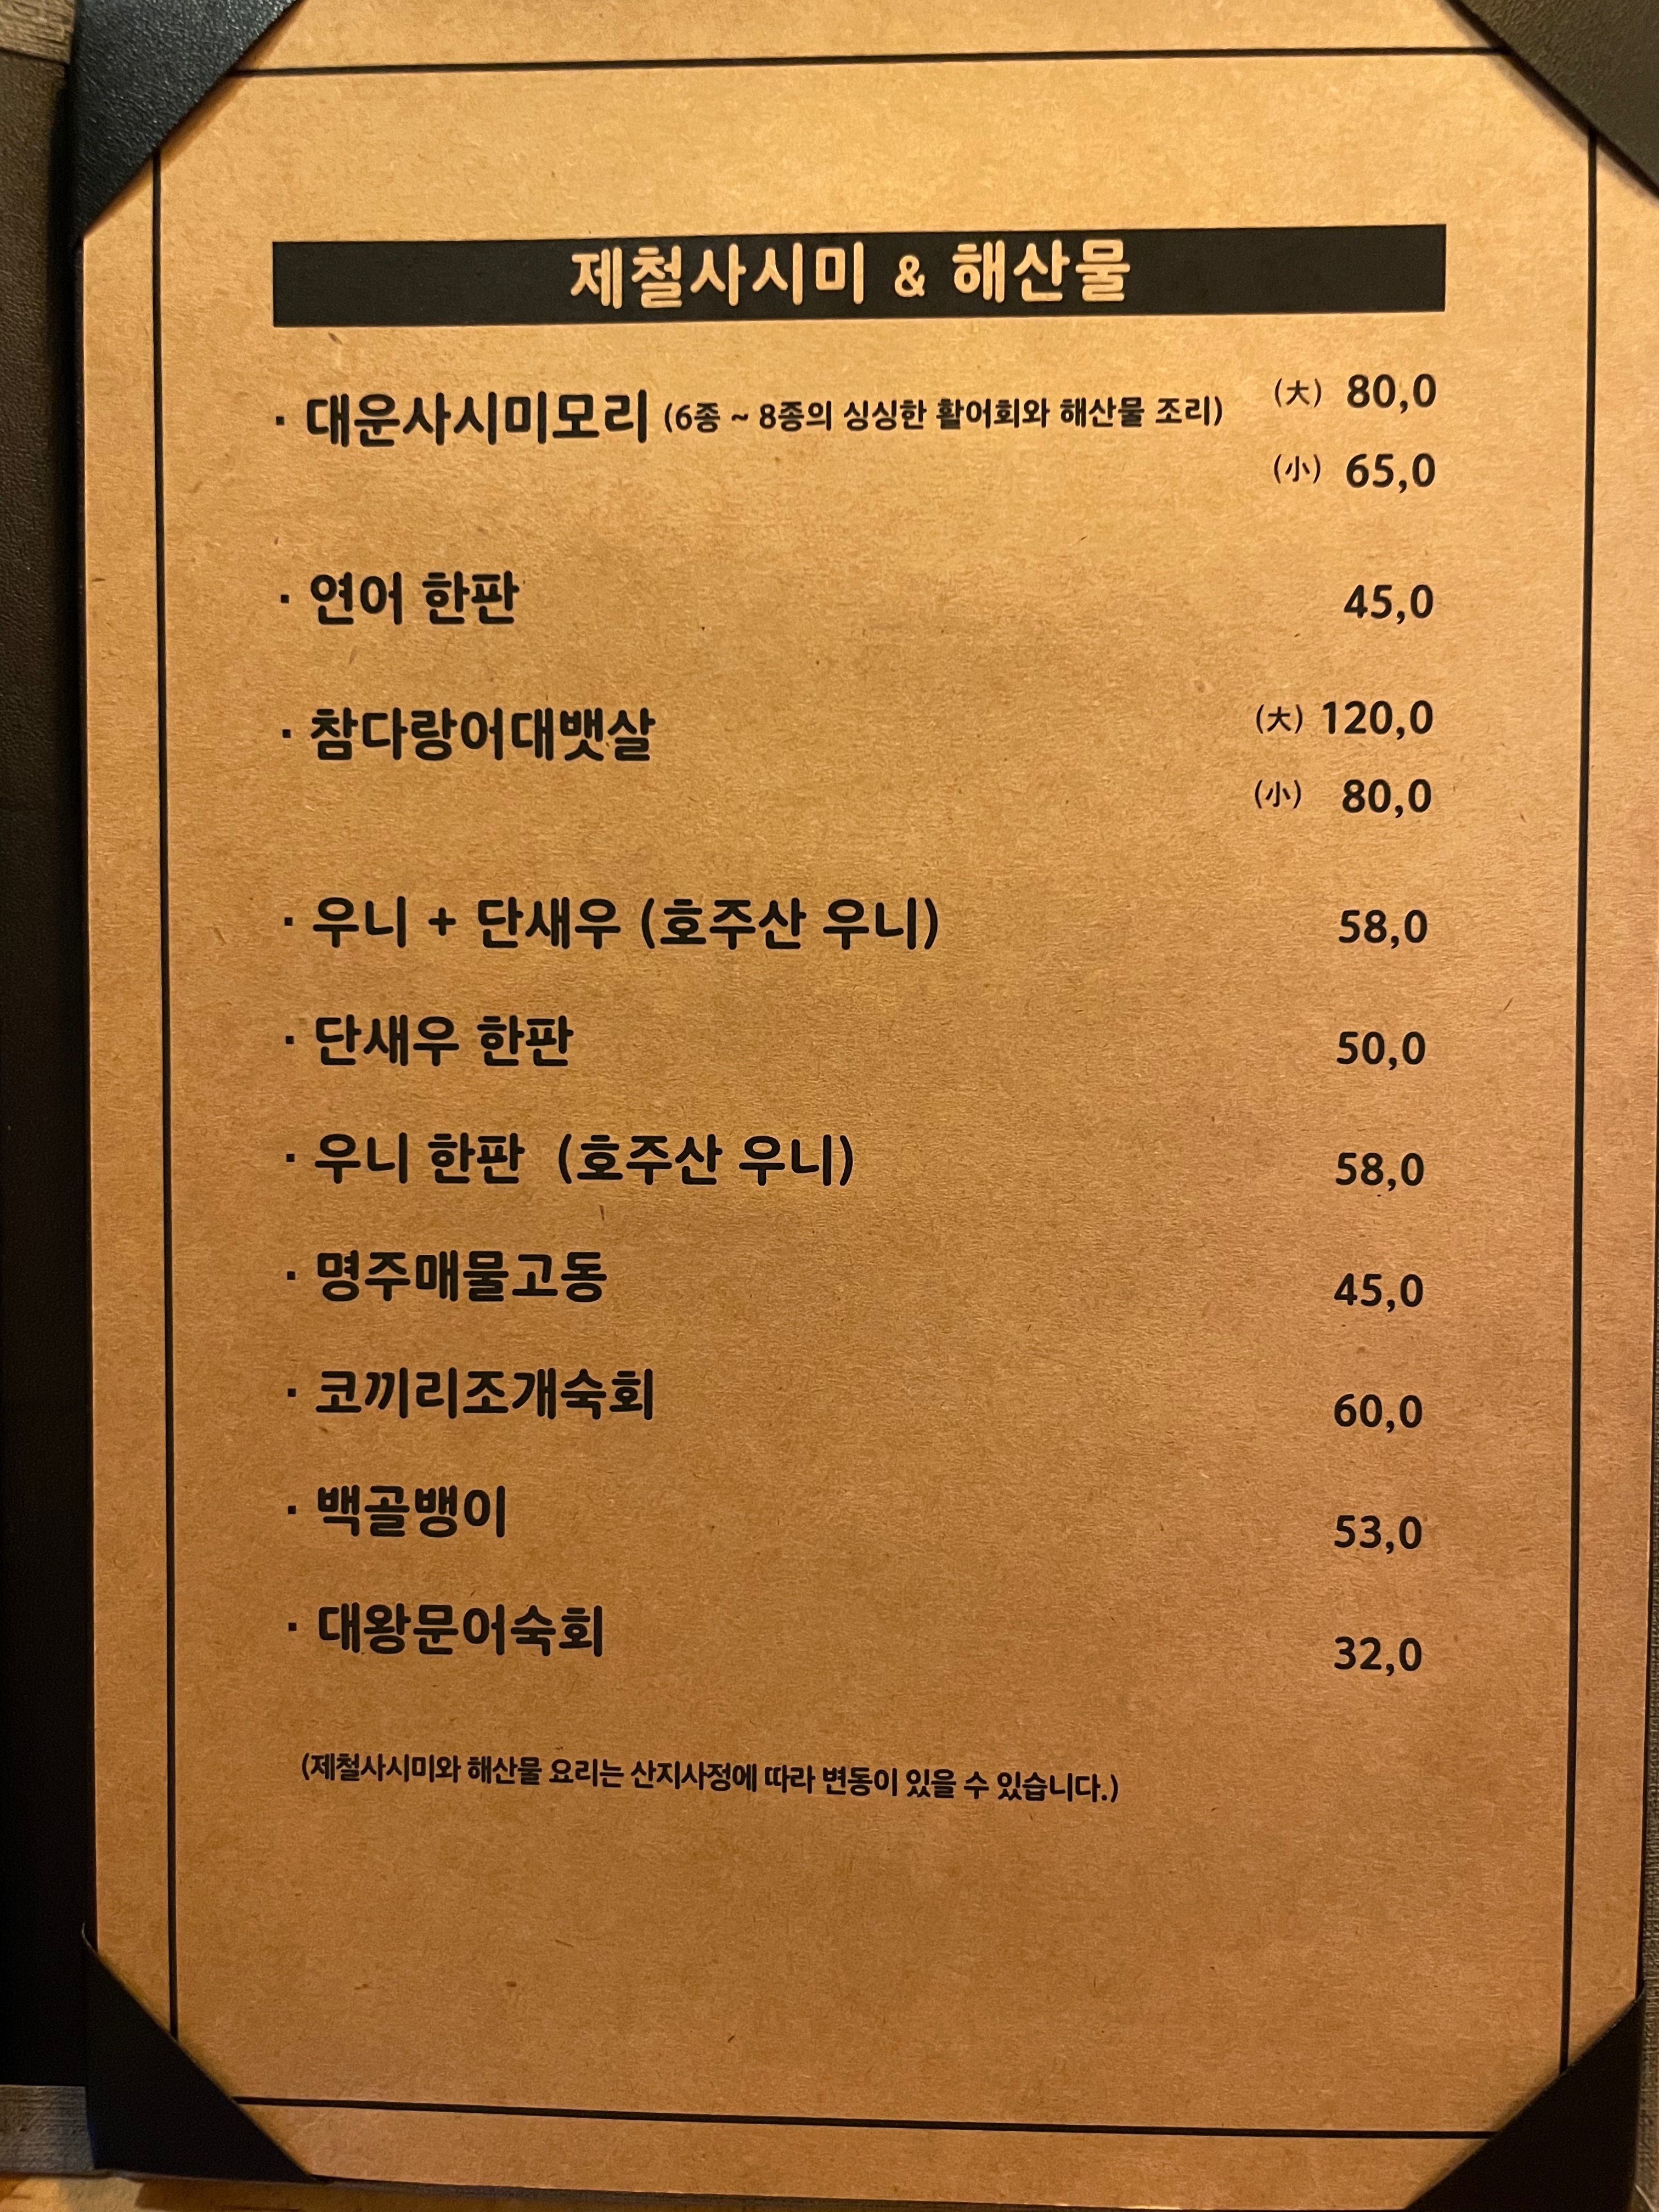 제철사시미 & 해산물
· 대운사시미모리 (6종 ~ 8종의 싱싱한 활어회와 해산물 조리) (大) 80,0
(小) 65,0
· 연어 한판 45,0
· 참다랑어대뱃살 (大) 120,0
(小) 80,0
· 우니 + 단새우 (호주산 우니) 58,0
· 단새우 한판 50,0
· 우니 한판 (호주산 우니) 58,0
· 명주매물고동 45,0
· 코끼리조개숙회 60,0
· 백골뱅이 53,0
· 대왕문어숙회 32,0
(제철사시미와 해산물 요리는 산지사정에 따라 변동이 있을 수 있습니다.)